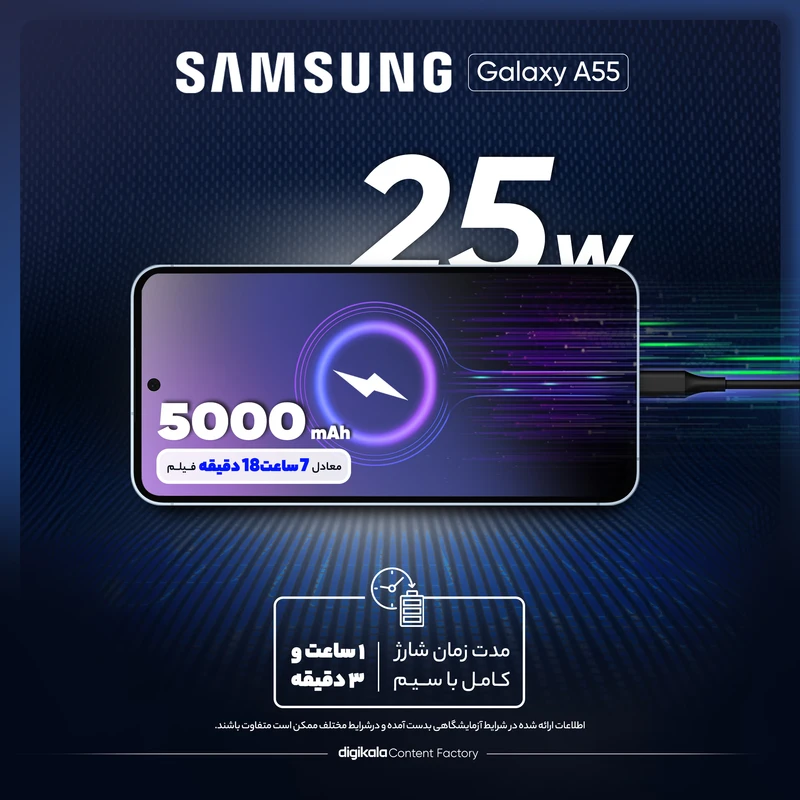 SAMSUNG Galaxy A55
25w
5000 mAh
معادل 7 ساعت 18 دقیقه فیلم
مدت زمان شارژ
کامل با سیم
۱ ساعت و
۳ دقیقه
اطلاعات ارائه شده در شرایط آزمایشگاهی بدست آمده و درشرایط مختلف ممکن است متفاوت باشند.
digikala Content Factory